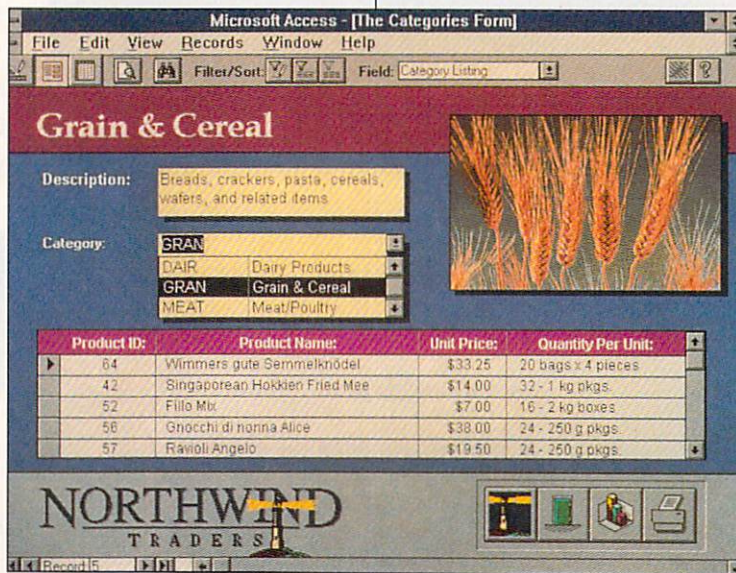 Microsoft Access - [The Categories Form]
File Edit View Records Window Help
Filter/Sort: Field: Category Listing
Grain & Cereal
Description: Breads, crackers, pasta, cereals,
wafers, and related items
Category: GRAN
DAIR Dairy Products
GRAN Grain & Cereal
MEAT Meat/Poultry
Product ID: Product Name: Unit Price: Quantity Per Unit:
64 Wimmers gute Semmelknödel $33.25 20 bags x 4 pieces
42 Singaporean Hokkien Fried Mee $14.00 32 - 1 kg pkgs.
52 Filo Mix $7.00 16 - 2 kg boxes
56 Gnocchi di nonna Alice $38.00 24 - 250 g pkgs.
57 Ravioli Angelo $19.50 24 - 250 g pkgs.
NORTHWIND
TRADERS
Record 5